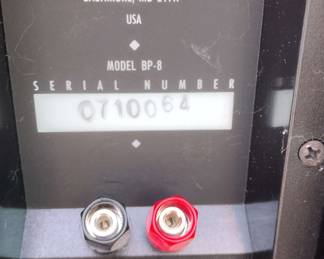 USA
MODEL BP-8
SERIAL NUMBER
0710064